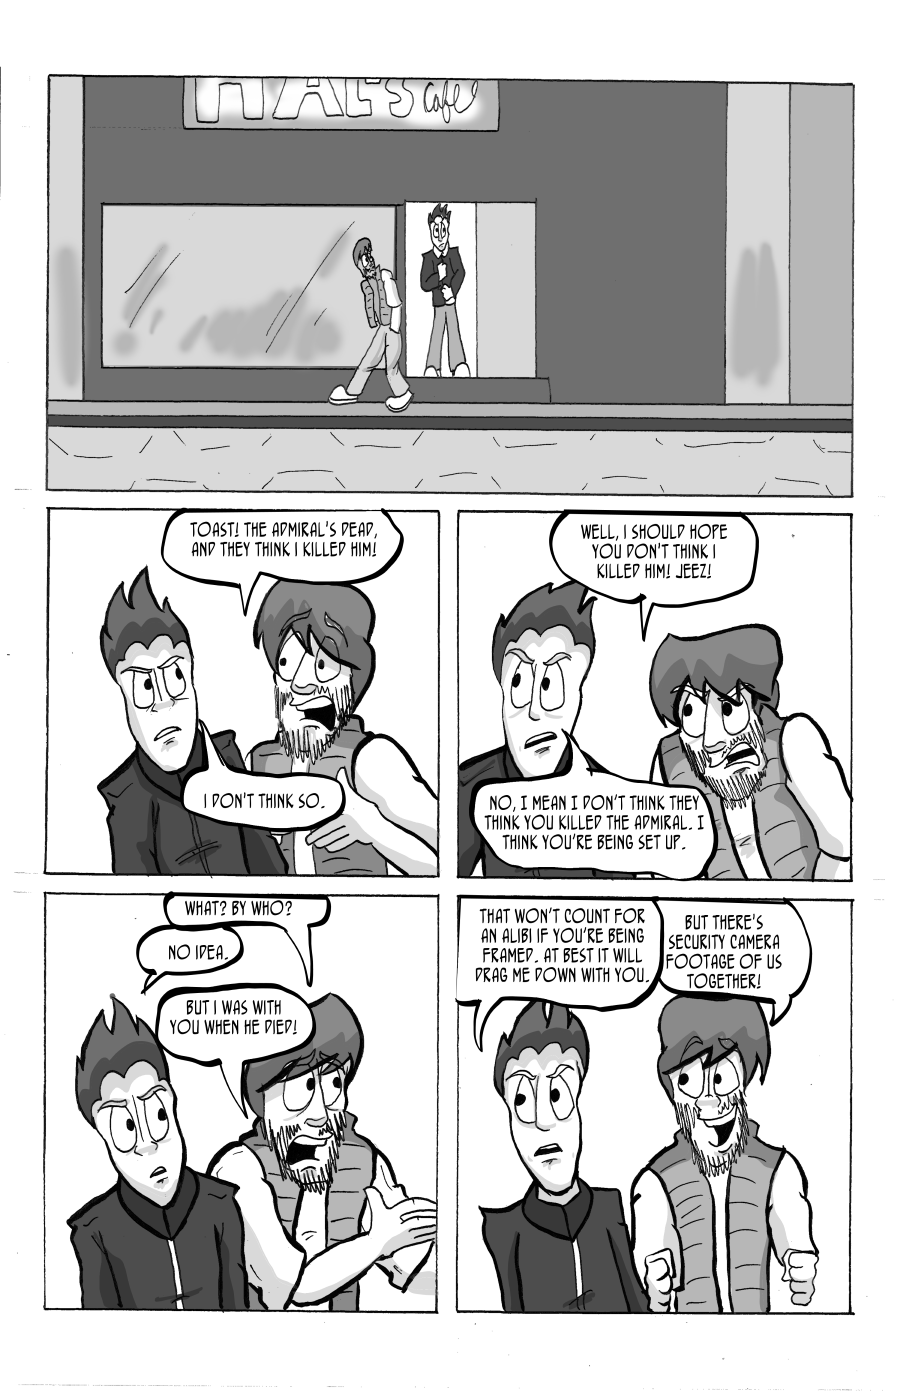 HAL'S Cafe
TOAST! THE ADMIRAL'S DEAD,
AND THEY THINK I KILLED HIM!
I DON'T THINK SO.
WELL, I SHOULD HOPE
YOU DON'T THINK I
KILLED HIM! JEEZ!
NO, I MEAN I DON'T THINK THEY
THINK YOU KILLED THE ADMIRAL. I
THINK YOU'RE BEING SET UP.
WHAT? BY WHO?
NO IDEA.
BUT I WAS WITH
YOU WHEN HE DIED!
THAT WON'T COUNT FOR
AN ALIBI IF YOU'RE BEING
FRAMED. AT BEST IT WILL
DRAG ME DOWN WITH YOU.
BUT THERE'S
SECURITY CAMERA
FOOTAGE OF US
TOGETHER!